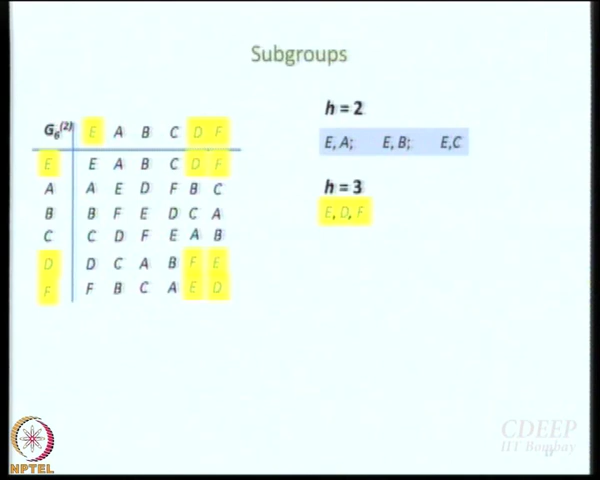 Subgroups
G6(2) E A B C D F
E E A B C D F
A A E D F B C
B B F E D C A
C C D F E A B
D D C A B F E
F F B C A E D
h = 2
E, A; E, B; E,C
h = 3
E, D, F
NPTEL
CDEEP
IIT Bombay